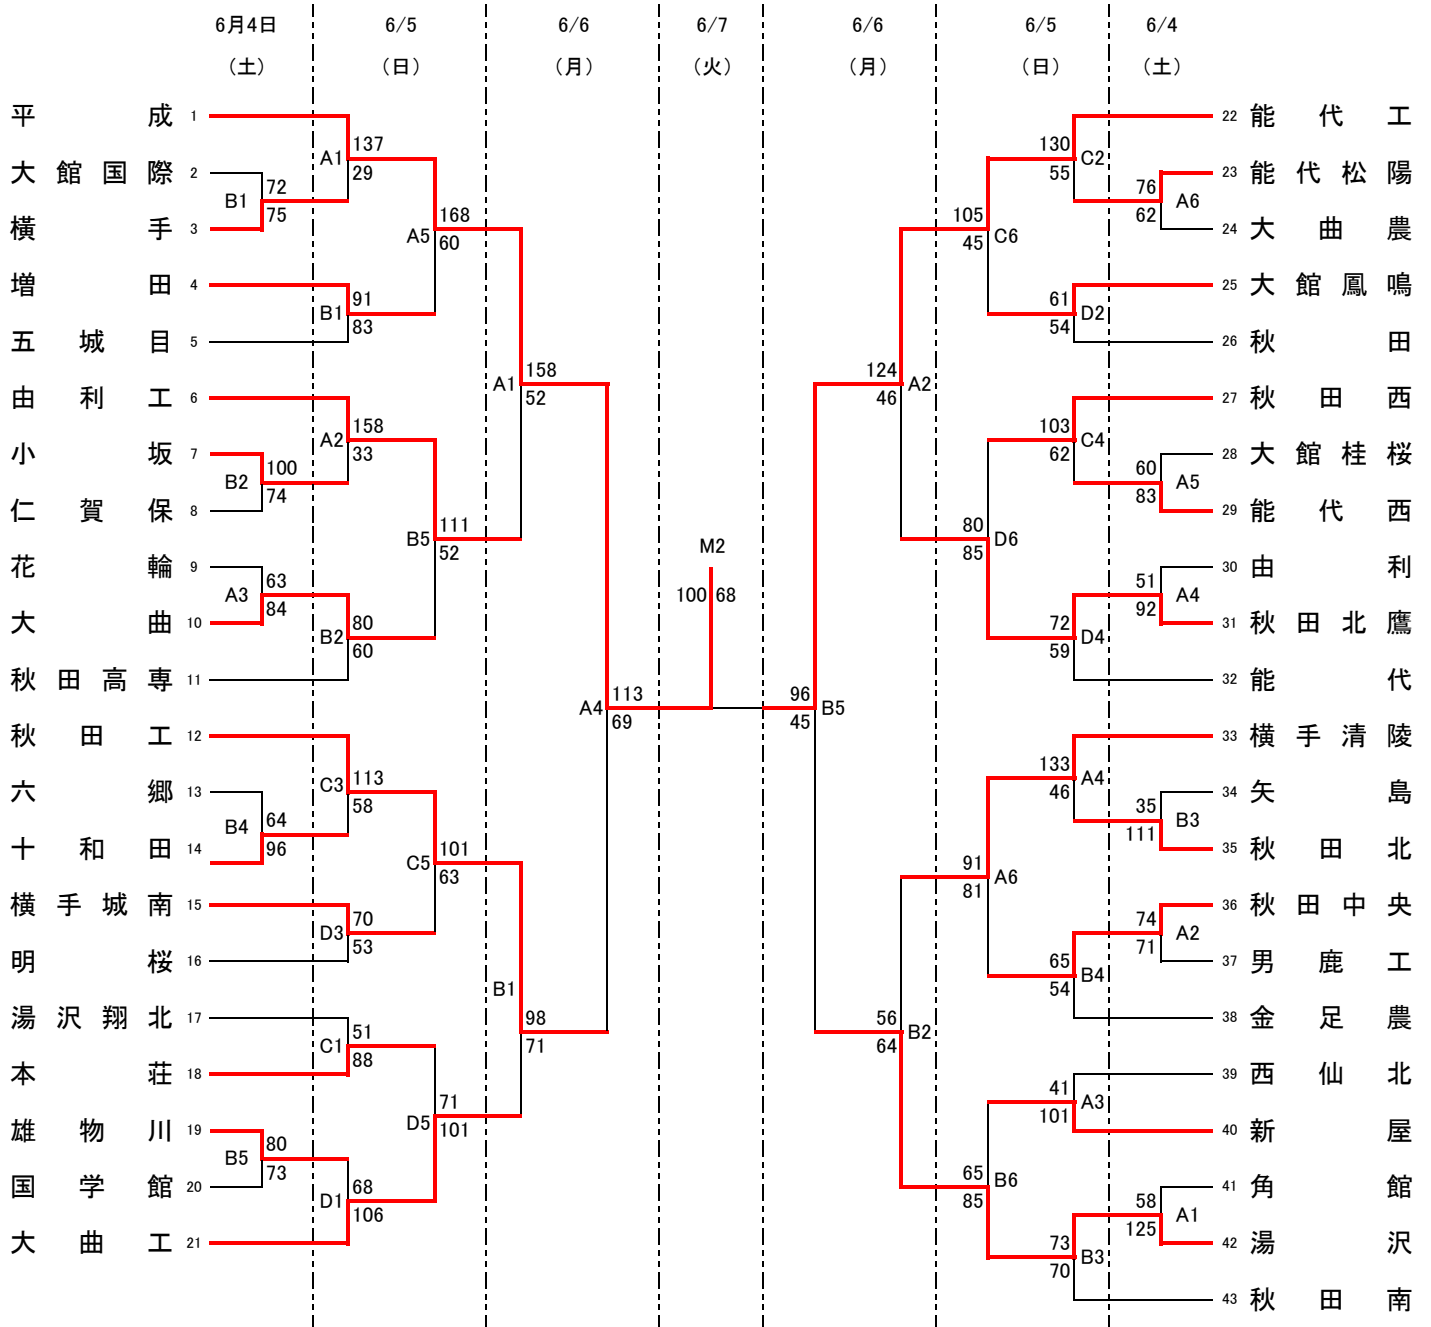 6月4日 6/5 6/6 6/7 6/6 6/5 6/4
（土） （日） （月） （火） （月） （日） （土）
平成 1
大館国際 2
横手 3
増田 4
五城目 5
由利工 6
小坂 7
仁賀保 8
花輪 9
大曲 10
秋田高専 11
秋田工 12
六郷 13
十和田 14
横手城南 15
明桜 16
湯沢翔北 17
本荘 18
雄物川 19
国学館 20
大曲工 21
B1 72 75
B2 100 74
A3 63 84
B4 64 96
B5 80 73
A1 137 29
B1 91 83
A2 158 33
B2 80 60
C3 113 58
D3 70 53
C1 51 88
D1 68 106
A5 168 60
B5 111 52
C5 101 63
D5 71 101
A1 158 52
B1 98 71
A4 113 69
M2
100 68
96 45 B5
124 46 A2
56 64 B2
105 45 C6
80 85 D6
91 81 A6
65 85 B6
130 55 C2
61 54 D2
103 62 C4
72 59 D4
133 46 A4
65 54 B4
41 101 A3
73 70 B3
76 62 A6
60 83 A5
51 92 A4
35 111 B3
74 71 A2
58 125 A1
22 能代工
23 能代松陽
24 大曲農
25 大館鳳鳴
26 秋田
27 秋田西
28 大館桂桜
29 能代西
30 由利
31 秋田北鷹
32 能代
33 横手清陵
34 矢島
35 秋田北
36 秋田中央
37 男鹿工
38 金足農
39 西仙北
40 新屋
41 角館
42 湯沢
43 秋田南